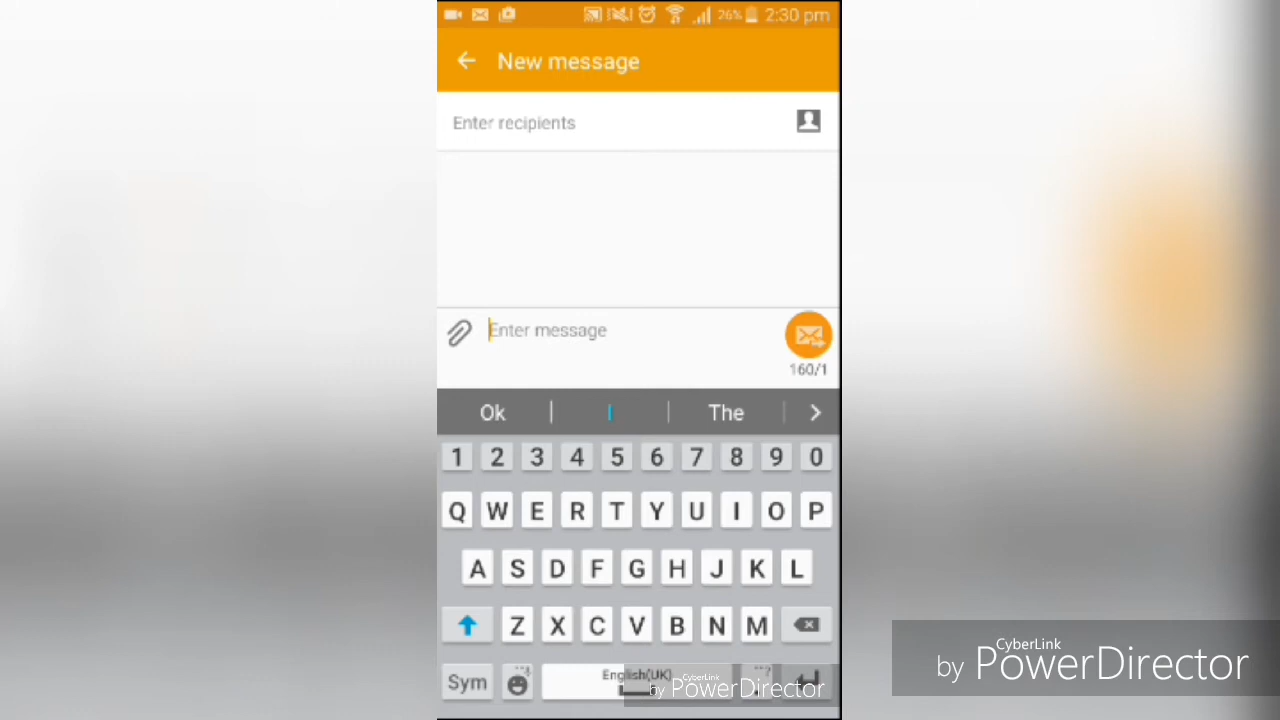 26% 2:30 pm
New message
Enter recipients
Enter message
160/1
Ok I The
1 2 3 4 5 6 7 8 9 0
Q W E R T Y U I O P
A S D F G H J K L
Z X C V B N M
Sym English(UK)
CyberLink
by PowerDirector
CyberLink
by PowerDirector